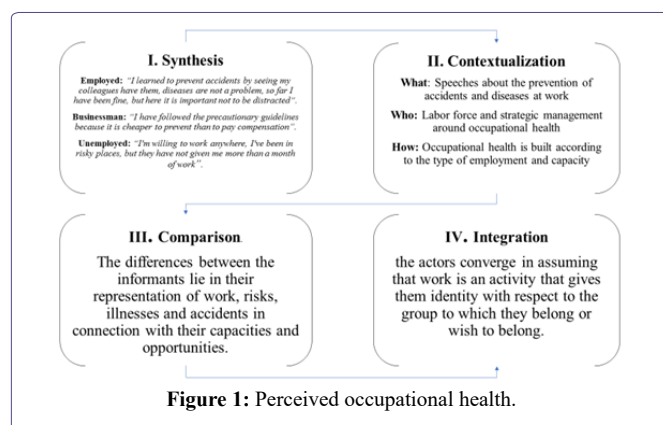 I. Synthesis
Employed: "I learned to prevent accidents by seeing my
colleagues have them, diseases are not a problem, so far I
have been fine, but here it is important not to be distracted".
Businessman: "I have followed the precautionary guidelines
because it is cheaper to prevent than to pay compensation".
Unemployed: "I'm willing to work anywhere, I've been in
risky places, but they have not given me more than a month
of work".
II. Contextualization
What: Speeches about the prevention of
accidents and diseases at work
Who: Labor force and strategic management
around occupational health
How: Occupational health is built according
to the type of employment and capacity
III. Comparison
The differences between the
informants lie in their
representation of work, risks,
illnesses and accidents in
connection with their capacities and
opportunities.
IV. Integration
the actors converge in assuming
that work is an activity that gives
them identity with respect to the
group to which they belong or
wish to belong.
Figure 1: Perceived occupational health.